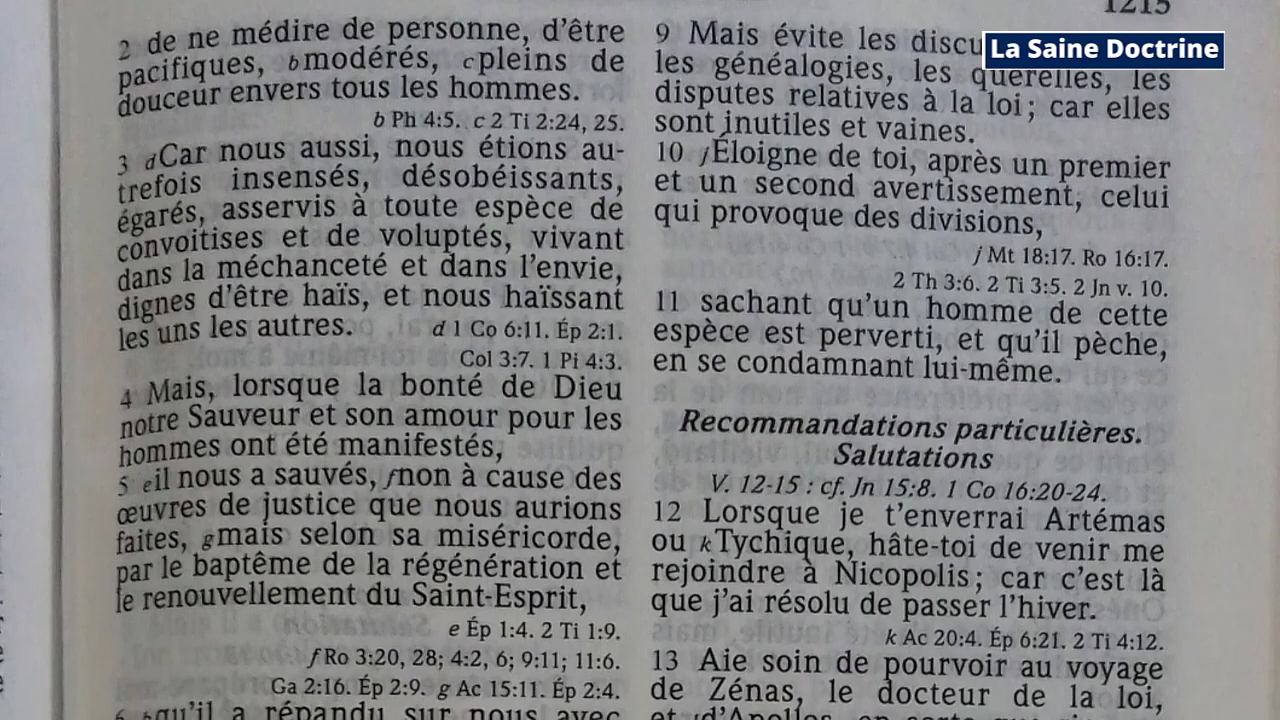 1215
La Saine Doctrine
2 de ne médire de personne, d'être
pacifiques, b modérés, c pleins de
douceur envers tous les hommes.
b Ph 4:5. c 2 Ti 2:24, 25.
3 d Car nous aussi, nous étions au-
trefois insensés, désobéissants,
égarés, asservis à toute espèce de
convoitises et de voluptés, vivant
dans la méchanceté et dans l'envie,
dignes d'être haïs, et nous haïssant
les uns les autres. d 1 Co 6:11. Ép 2:1.
Col 3:7. 1 Pi 4:3.
4 Mais, lorsque la bonté de Dieu
notre Sauveur et son amour pour les
hommes ont été manifestés,
5 e il nous a sauvés, f non à cause des
œuvres de justice que nous aurions
faites, g mais selon sa miséricorde,
par le baptême de la régénération et
le renouvellement du Saint-Esprit,
e Ép 1:4. 2 Ti 1:9.
f Ro 3:20, 28; 4:2, 6; 9:11; 11:6.
Ga 2:16. Ép 2:9. g Ac 15:11. Ép 2:4.
6 h qu'il a répandu sur nous avec
9 Mais évite les
les généalogies, les querelles, les
disputes relatives à la loi; car elles
sont inutiles et vaines.
10 j Éloigne de toi, après un premier
et un second avertissement, celui
qui provoque des divisions,
j Mt 18:17. Ro 16:17.
2 Th 3:6. 2 Ti 3:5. 2 Jn v. 10.
11 sachant qu'un homme de cette
espèce est perverti, et qu'il pèche,
en se condamnant lui-même.
Recommandations particulières.
Salutations
V. 12-15 : cf. Jn 15:8. 1 Co 16:20-24.
12 Lorsque je t'enverrai Artémas
ou k Tychique, hâte-toi de venir me
rejoindre à Nicopolis; car c'est là
que j'ai résolu de passer l'hiver.
k Ac 20:4. Ép 6:21. 2 Ti 4:12.
13 Aie soin de pourvoir au voyage
de Zénas, le docteur de la loi,
et l d'Apollos, en sorte que